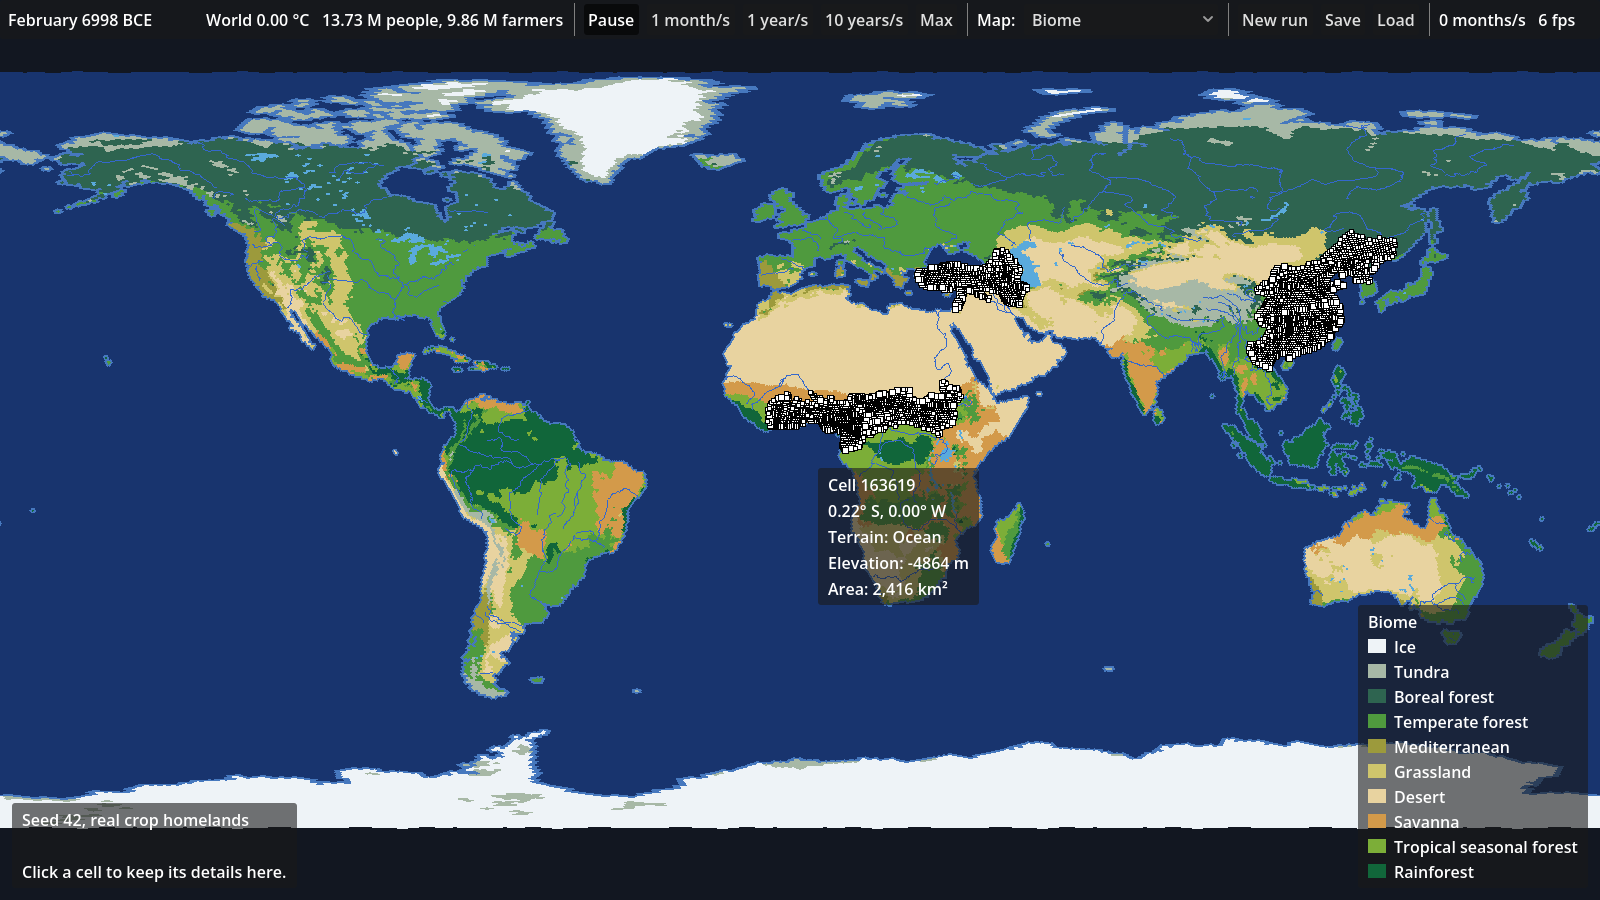 February 6998 BCE World 0.00 °C 13.73 M people, 9.86 M farmers Pause 1 month/s 1 year/s 10 years/s Max Map: Biome New run Save Load 0 months/s 6 fps
Cell 163619
0.22° S, 0.00° W
Terrain: Ocean
Elevation: -4864 m
Area: 2,416 km²
Biome
Ice
Tundra
Boreal forest
Temperate forest
Mediterranean
Grassland
Desert
Savanna
Tropical seasonal forest
Rainforest
Seed 42, real crop homelands
Click a cell to keep its details here.